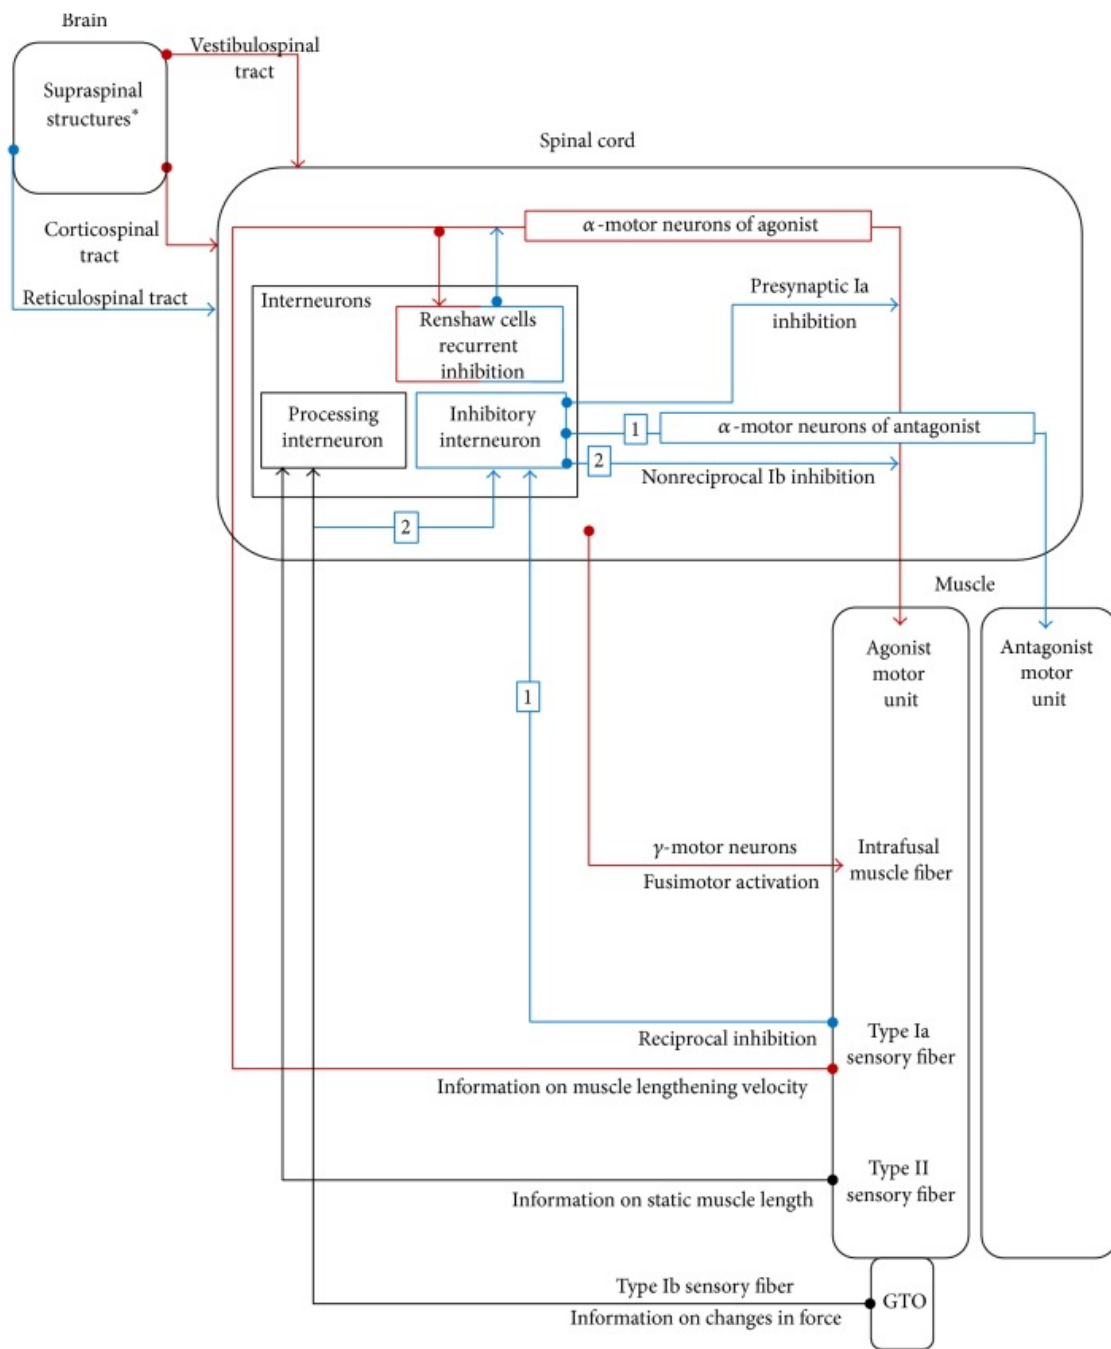 Brain
Vestibulospinal
tract
Supraspinal
structures*
Spinal cord
Corticospinal
tract
α-motor neurons of agonist
Reticulospinal tract
Interneurons
Presynaptic Ia
inhibition
Renshaw cells
recurrent
inhibition
Processing
interneuron
Inhibitory
interneuron
1
α-motor neurons of antagonist
2
Nonreciprocal Ib inhibition
2
Muscle
Agonist
motor
unit
Antagonist
motor
unit
1
γ-motor neurons
Fusimotor activation
Intrafusal
muscle fiber
Reciprocal inhibition
Type Ia
sensory fiber
Information on muscle lengthening velocity
Type II
sensory fiber
Information on static muscle length
Type Ib sensory fiber
Information on changes in force
GTO